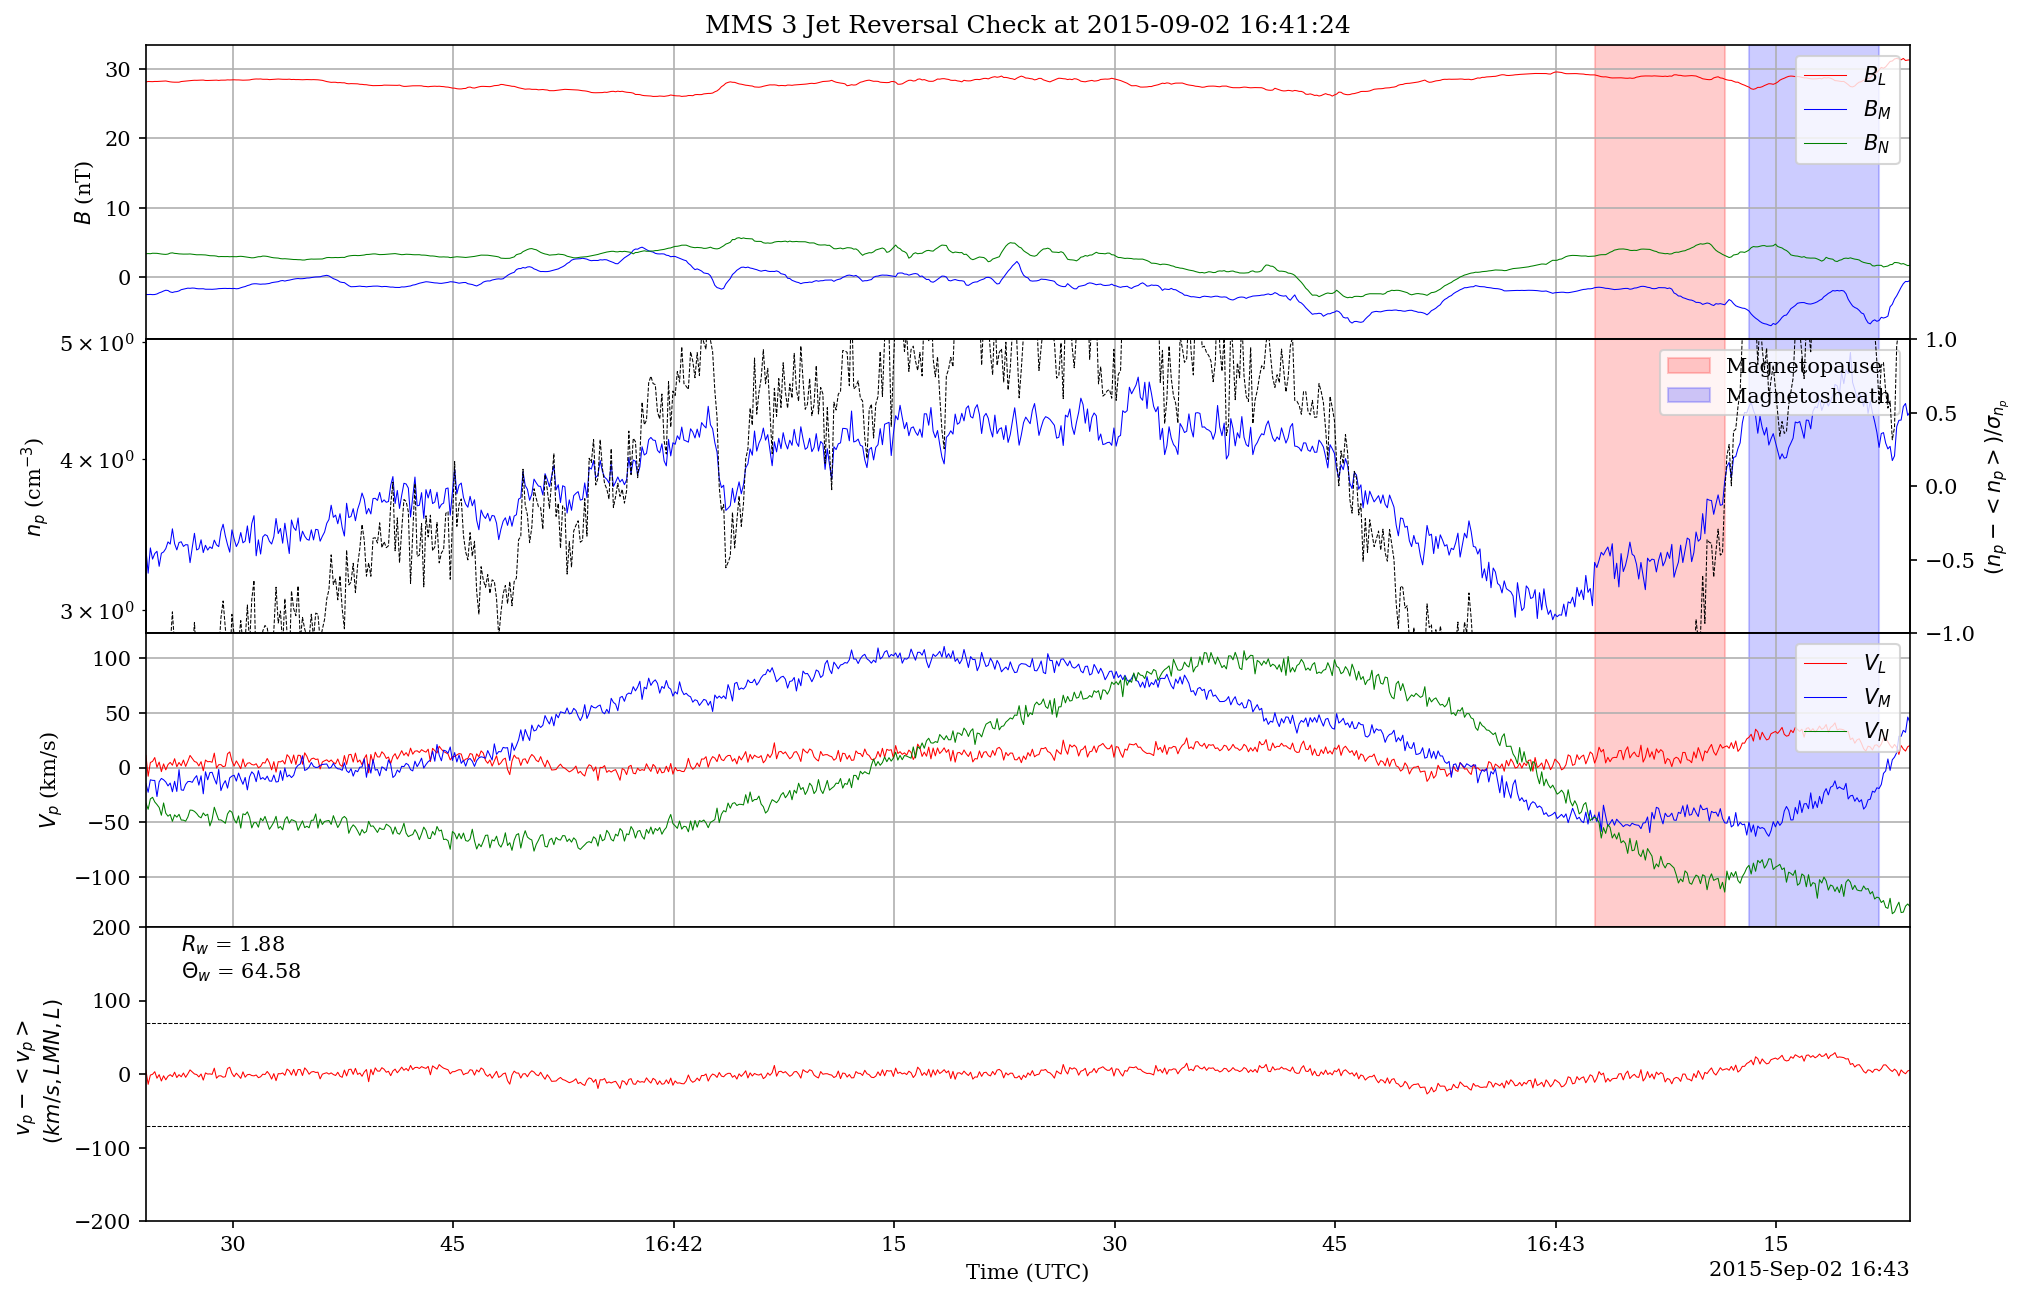 MMS 3 Jet Reversal Check at 2015-09-02 16:41:24
30
20
10
0
B (nT)
B_L
B_M
B_N
5 × 10^0
4 × 10^0
3 × 10^0
n_p (cm^{-3})
1.0
0.5
0.0
−0.5
−1.0
(n_p − < n_p >)/σ_{n_p}
Magnetopause
Magnetosheath
100
50
0
−50
−100
V_p (km/s)
V_L
V_M
V_N
200
100
0
−100
−200
v_p − < v_p >
(km/s, LMN, L)
R_w = 1.88
Θ_w = 64.58
30 45 16:42 15 30 45 16:43 15
Time (UTC)
2015-Sep-02 16:43